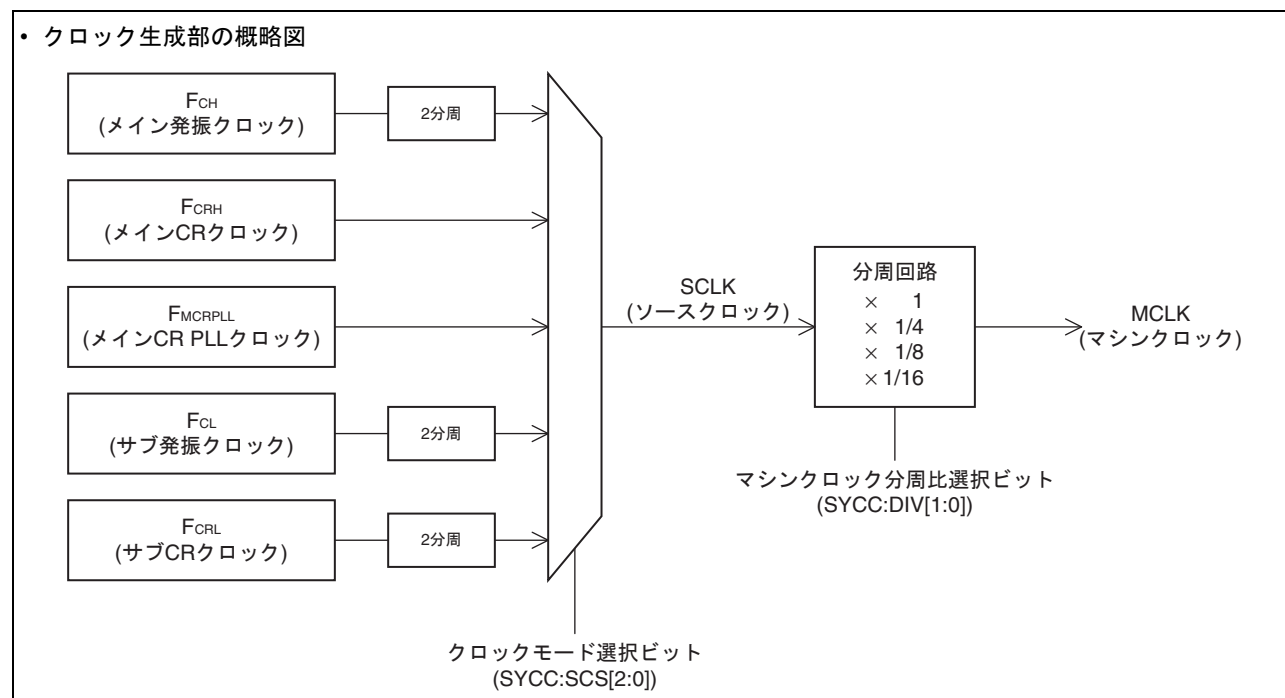 • クロック生成部の概略図
FCH
(メイン発振クロック)
2分周
FCRH
(メインCRクロック)
FMCRPLL
(メインCR PLLクロック)
FCL
(サブ発振クロック)
2分周
FCRL
(サブCRクロック)
2分周
SCLK
(ソースクロック)
分周回路
× 1
× 1/4
× 1/8
× 1/16
MCLK
(マシンクロック)
マシンクロック分周比選択ビット
(SYCC:DIV[1:0])
クロックモード選択ビット
(SYCC:SCS[2:0])